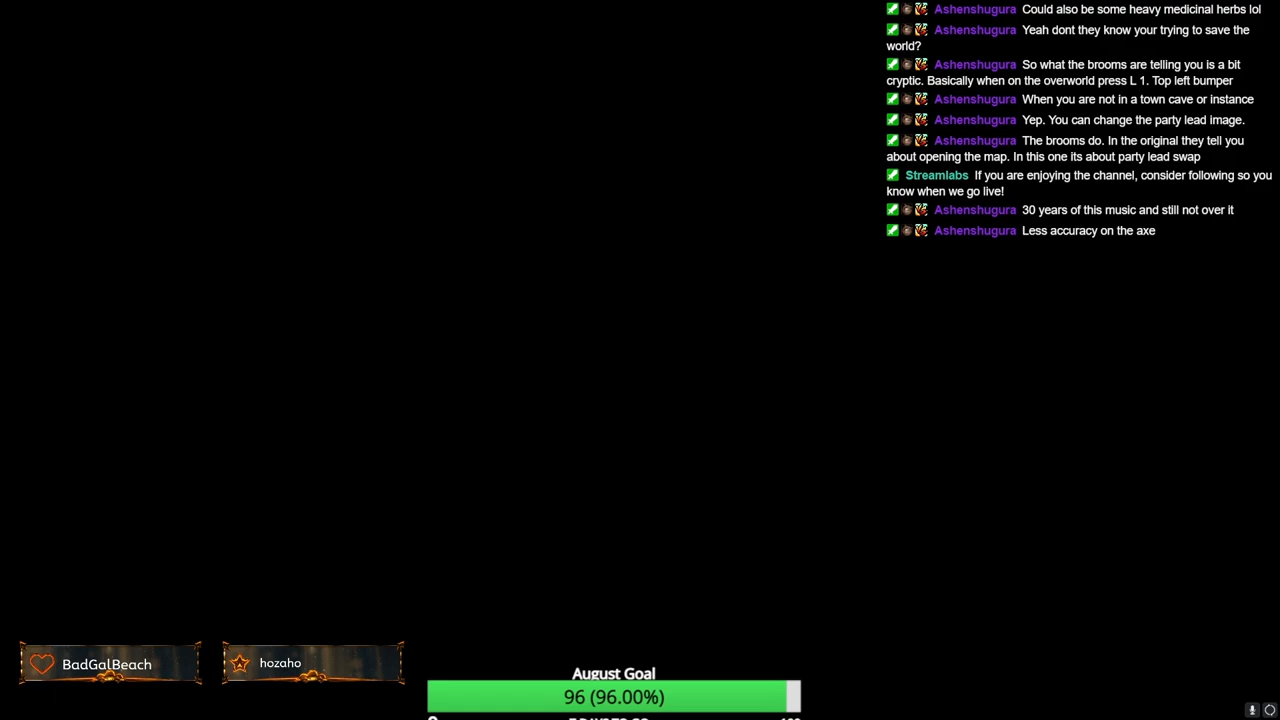 Ashenshugura Could also be some heavy medicinal herbs lol
Ashenshugura Yeah dont they know your trying to save the
world?
Ashenshugura So what the brooms are telling you is a bit
cryptic. Basically when on the overworld press L 1. Top left bumper
Ashenshugura When you are not in a town cave or instance
Ashenshugura Yep. You can change the party lead image.
Ashenshugura The brooms do. In the original they tell you
about opening the map. In this one its about party lead swap
Streamlabs If you are enjoying the channel, consider following so you
know when we go live!
Ashenshugura 30 years of this music and still not over it
Ashenshugura Less accuracy on the axe
BadGalBeach
hozaho
August Goal
96 (96.00%)